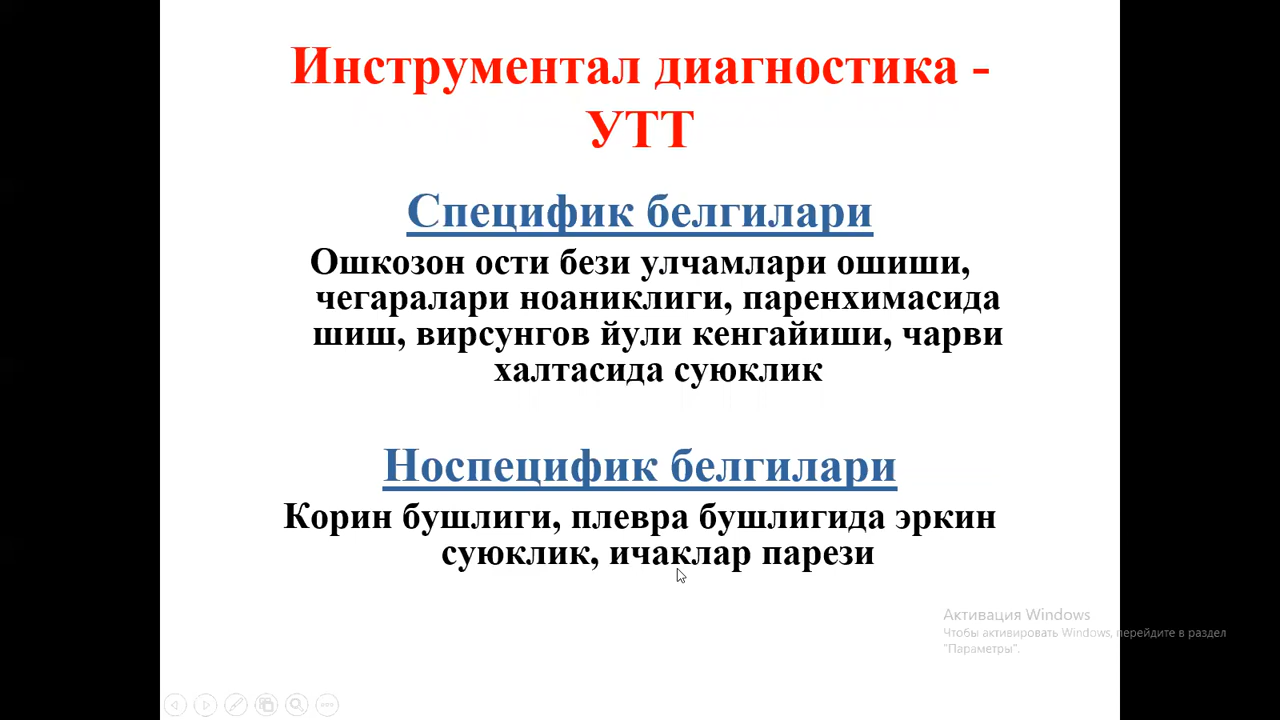 Инструментал диагностика -
УТТ
Специфик белгилари
Ошкозон ости бези улчамлари ошиши,
чегаралари ноаниклиги, паренхимасида
шиш, вирсунгов йули кенгайиши, чарви
халтасида суюклик
Носпецифик белгилари
Корин бушлиги, плевра бушлигида эркин
суюклик, ичаклар парези
Активация Windows
Чтобы активировать Windows, перейдите в раздел
"Параметры".